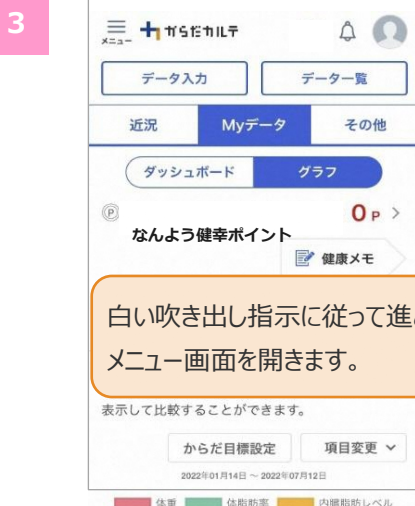 3
メニュー
からだカルテ
データ入力
データ一覧
近況
Myデータ
その他
ダッシュボード
グラフ
P
0 P >
なんよう健幸ポイント
健康メモ
白い吹き出し指示に従って進
メニュー画面を開きます。
表示して比較することができます。
からだ目標設定
項目変更
2022年01月14日 ～ 2022年07月12日
体重
体脂肪率
内臓脂肪レベル